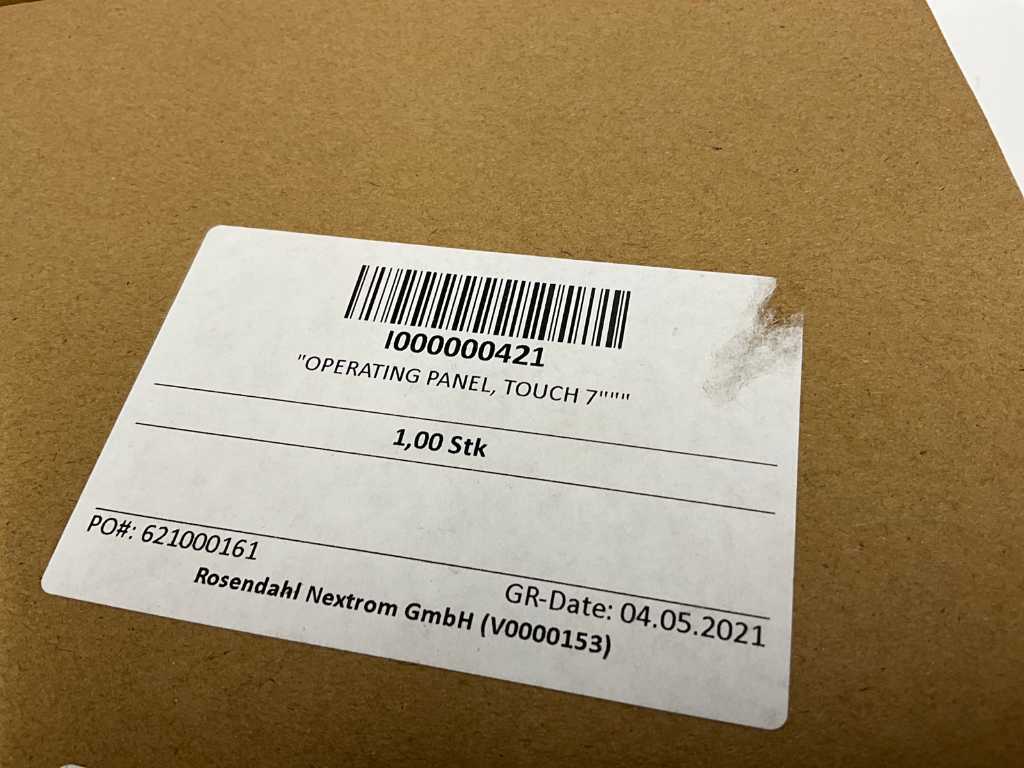 I000000421
"OPERATING PANEL, TOUCH 7"""
1,00 Stk
PO#: 621000161
GR-Date: 04.05.2021
Rosendahl Nextrom GmbH (V0000153)